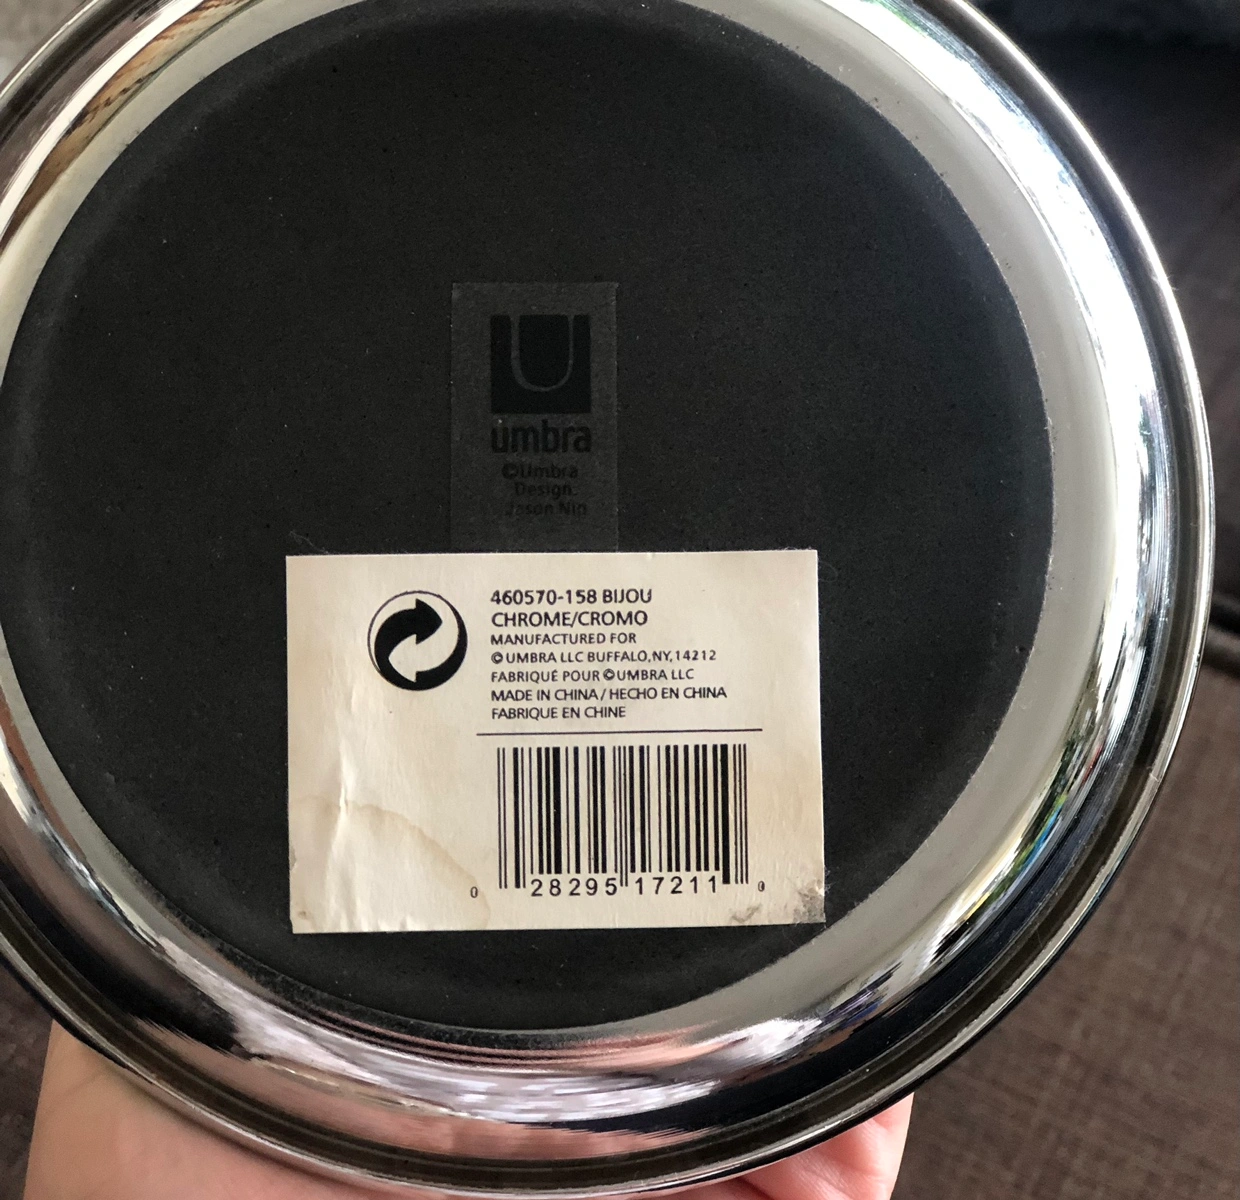 umbra
©Umbra
Design
Jason Nip
460570-158 BIJOU
CHROME/CROMO
MANUFACTURED FOR
© UMBRA LLC BUFFALO,NY,14212
FABRIQUÉ POUR ©UMBRA LLC
MADE IN CHINA / HECHO EN CHINA
FABRIQUE EN CHINE
0 28295 17211 0